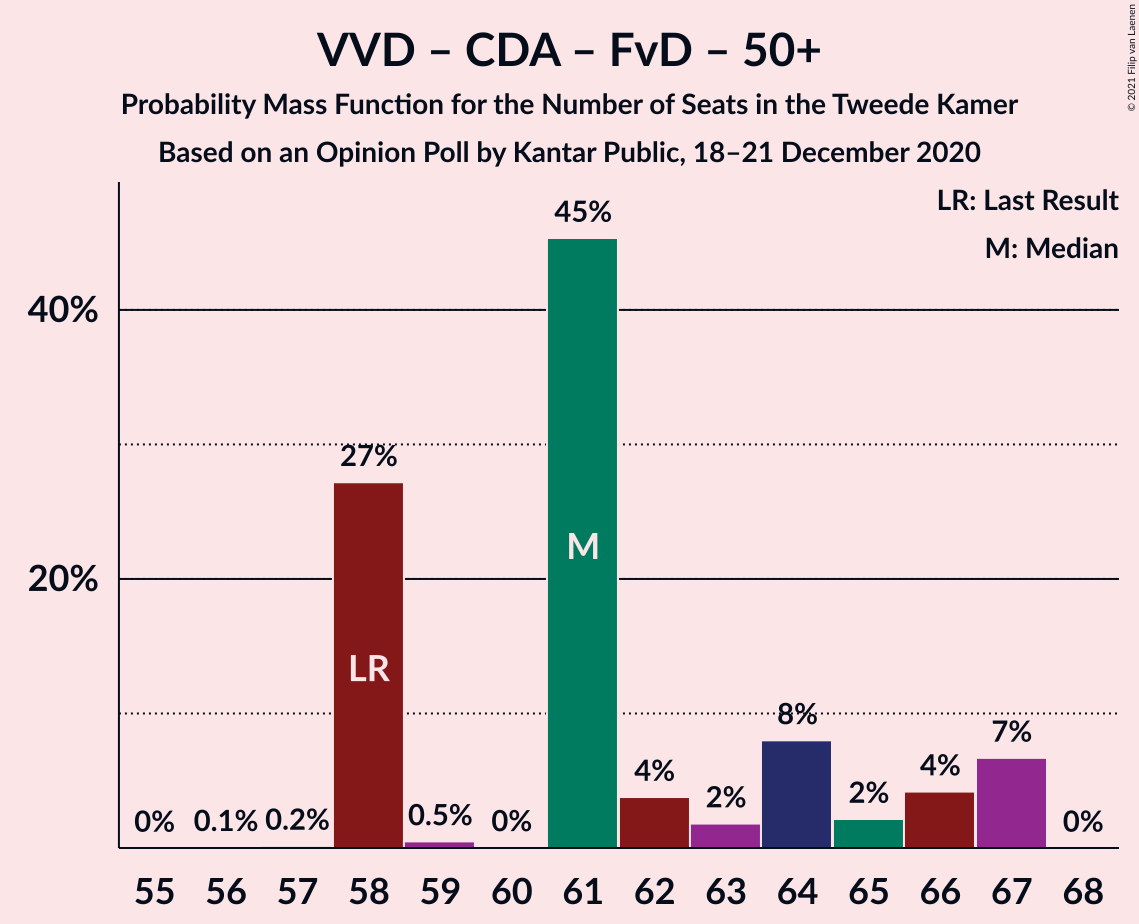 VVD – CDA – FvD – 50+
Probability Mass Function for the Number of Seats in the Tweede Kamer
Based on an Opinion Poll by Kantar Public, 18–21 December 2020
© 2021 Filip van Laenen
LR: Last Result
M: Median
40%
20%
0% 0.1% 0.2% 27% 0.5% 0% 45% 4% 2% 8% 2% 4% 7% 0%
LR
M
55 56 57 58 59 60 61 62 63 64 65 66 67 68